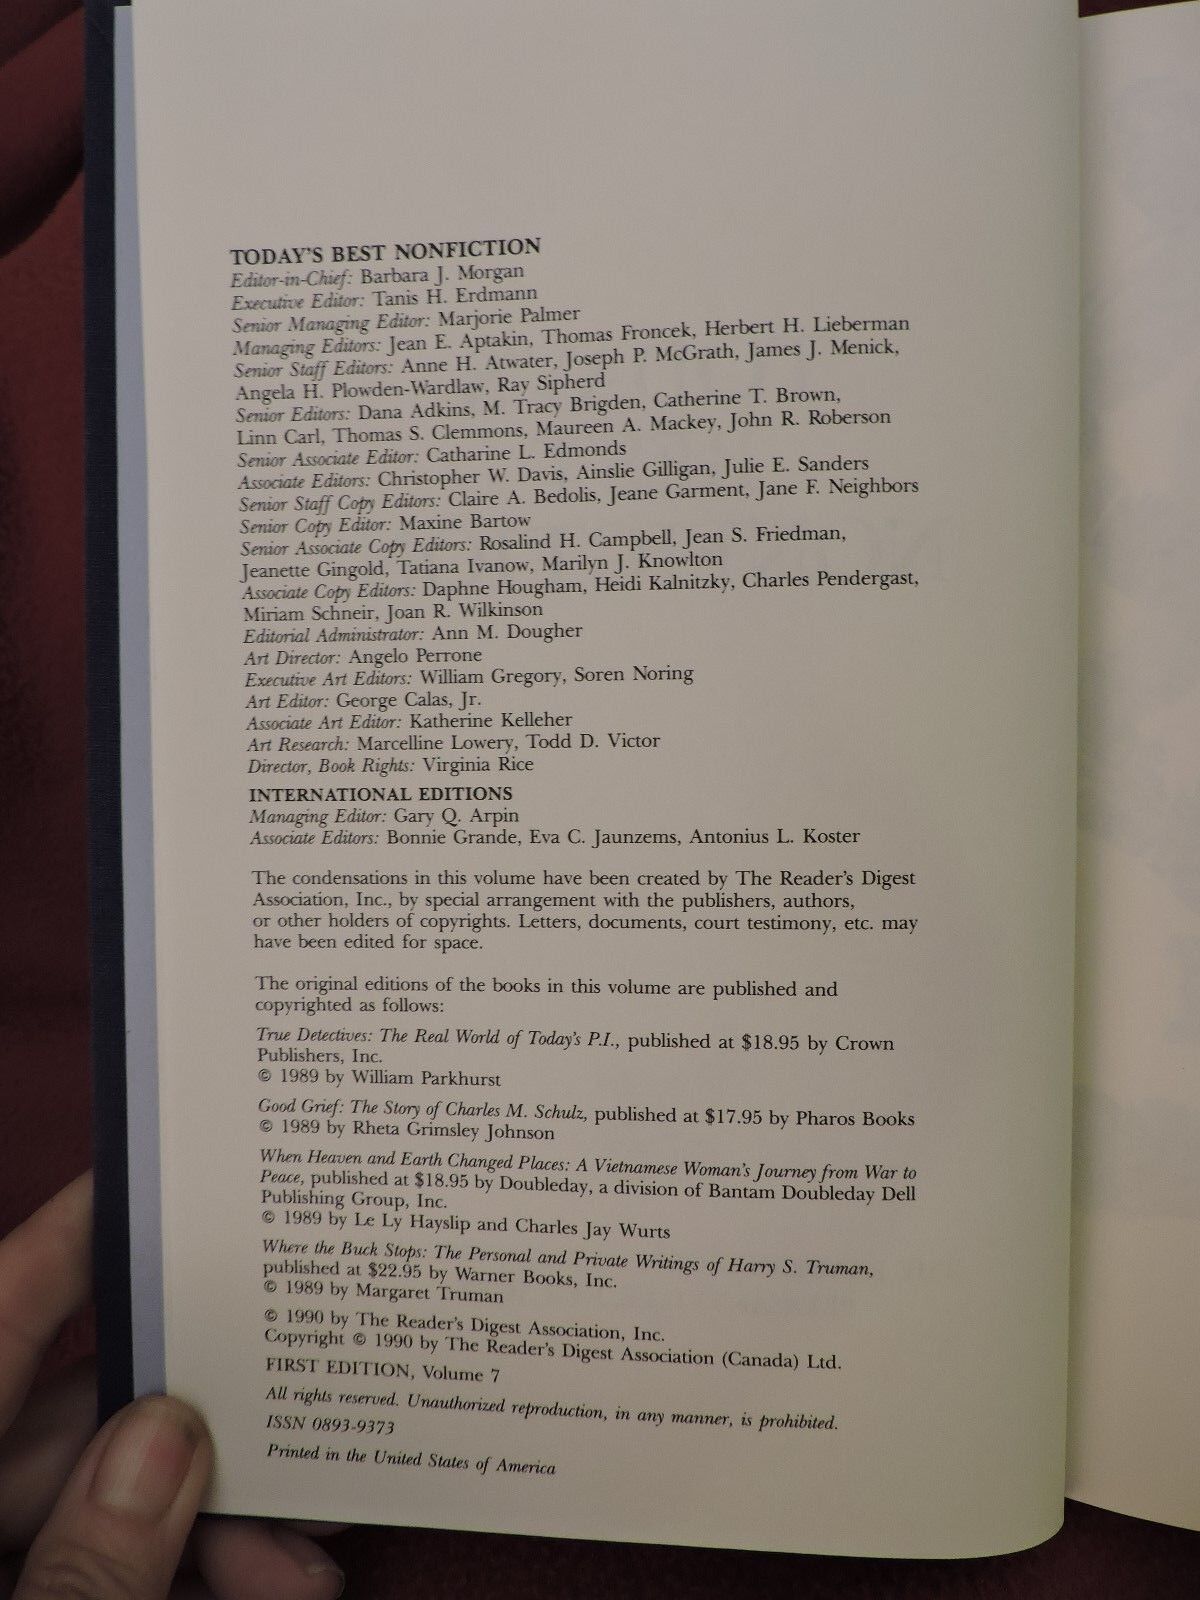 TODAY'S BEST NONFICTION
Editor-in-Chief: Barbara J. Morgan
Executive Editor: Tanis H. Erdmann
Senior Managing Editor: Marjorie Palmer
Managing Editors: Jean E. Aptakin, Thomas Froncek, Herbert H. Lieberman
Senior Staff Editors: Anne H. Atwater, Joseph P. McGrath, James J. Menick,
Angela H. Plowden-Wardlaw, Ray Sipherd
Senior Editors: Dana Adkins, M. Tracy Brigden, Catherine T. Brown,
Linn Carl, Thomas S. Clemmons, Maureen A. Mackey, John R. Roberson
Senior Associate Editor: Catharine L. Edmonds
Associate Editors: Christopher W. Davis, Ainslie Gilligan, Julie E. Sanders
Senior Staff Copy Editors: Claire A. Bedolis, Jeane Garment, Jane F. Neighbors
Senior Copy Editor: Maxine Bartow
Senior Associate Copy Editors: Rosalind H. Campbell, Jean S. Friedman,
Jeanette Gingold, Tatiana Ivanow, Marilyn J. Knowlton
Associate Copy Editors: Daphne Hougham, Heidi Kalnitzky, Charles Pendergast,
Miriam Schneir, Joan R. Wilkinson
Editorial Administrator: Ann M. Dougher
Art Director: Angelo Perrone
Executive Art Editors: William Gregory, Soren Noring
Art Editor: George Calas, Jr.
Associate Art Editor: Katherine Kelleher
Art Research: Marcelline Lowery, Todd D. Victor
Director, Book Rights: Virginia Rice
INTERNATIONAL EDITIONS
Managing Editor: Gary Q. Arpin
Associate Editors: Bonnie Grande, Eva C. Jaunzems, Antonius L. Koster
The condensations in this volume have been created by The Reader's Digest
Association, Inc., by special arrangement with the publishers, authors,
or other holders of copyrights. Letters, documents, court testimony, etc. may
have been edited for space.
The original editions of the books in this volume are published and
copyrighted as follows:
True Detectives: The Real World of Today's P.I., published at $18.95 by Crown
Publishers, Inc.
© 1989 by William Parkhurst
Good Grief: The Story of Charles M. Schulz, published at $17.95 by Pharos Books
© 1989 by Rheta Grimsley Johnson
When Heaven and Earth Changed Places: A Vietnamese Woman's Journey from War to
Peace, published at $18.95 by Doubleday, a division of Bantam Doubleday Dell
Publishing Group, Inc.
© 1989 by Le Ly Hayslip and Charles Jay Wurts
Where the Buck Stops: The Personal and Private Writings of Harry S. Truman,
published at $22.95 by Warner Books, Inc.
© 1989 by Margaret Truman
© 1990 by The Reader's Digest Association, Inc.
Copyright © 1990 by The Reader's Digest Association (Canada) Ltd.
FIRST EDITION, Volume 7
All rights reserved. Unauthorized reproduction, in any manner, is prohibited.
ISSN 0893-9373
Printed in the United States of America